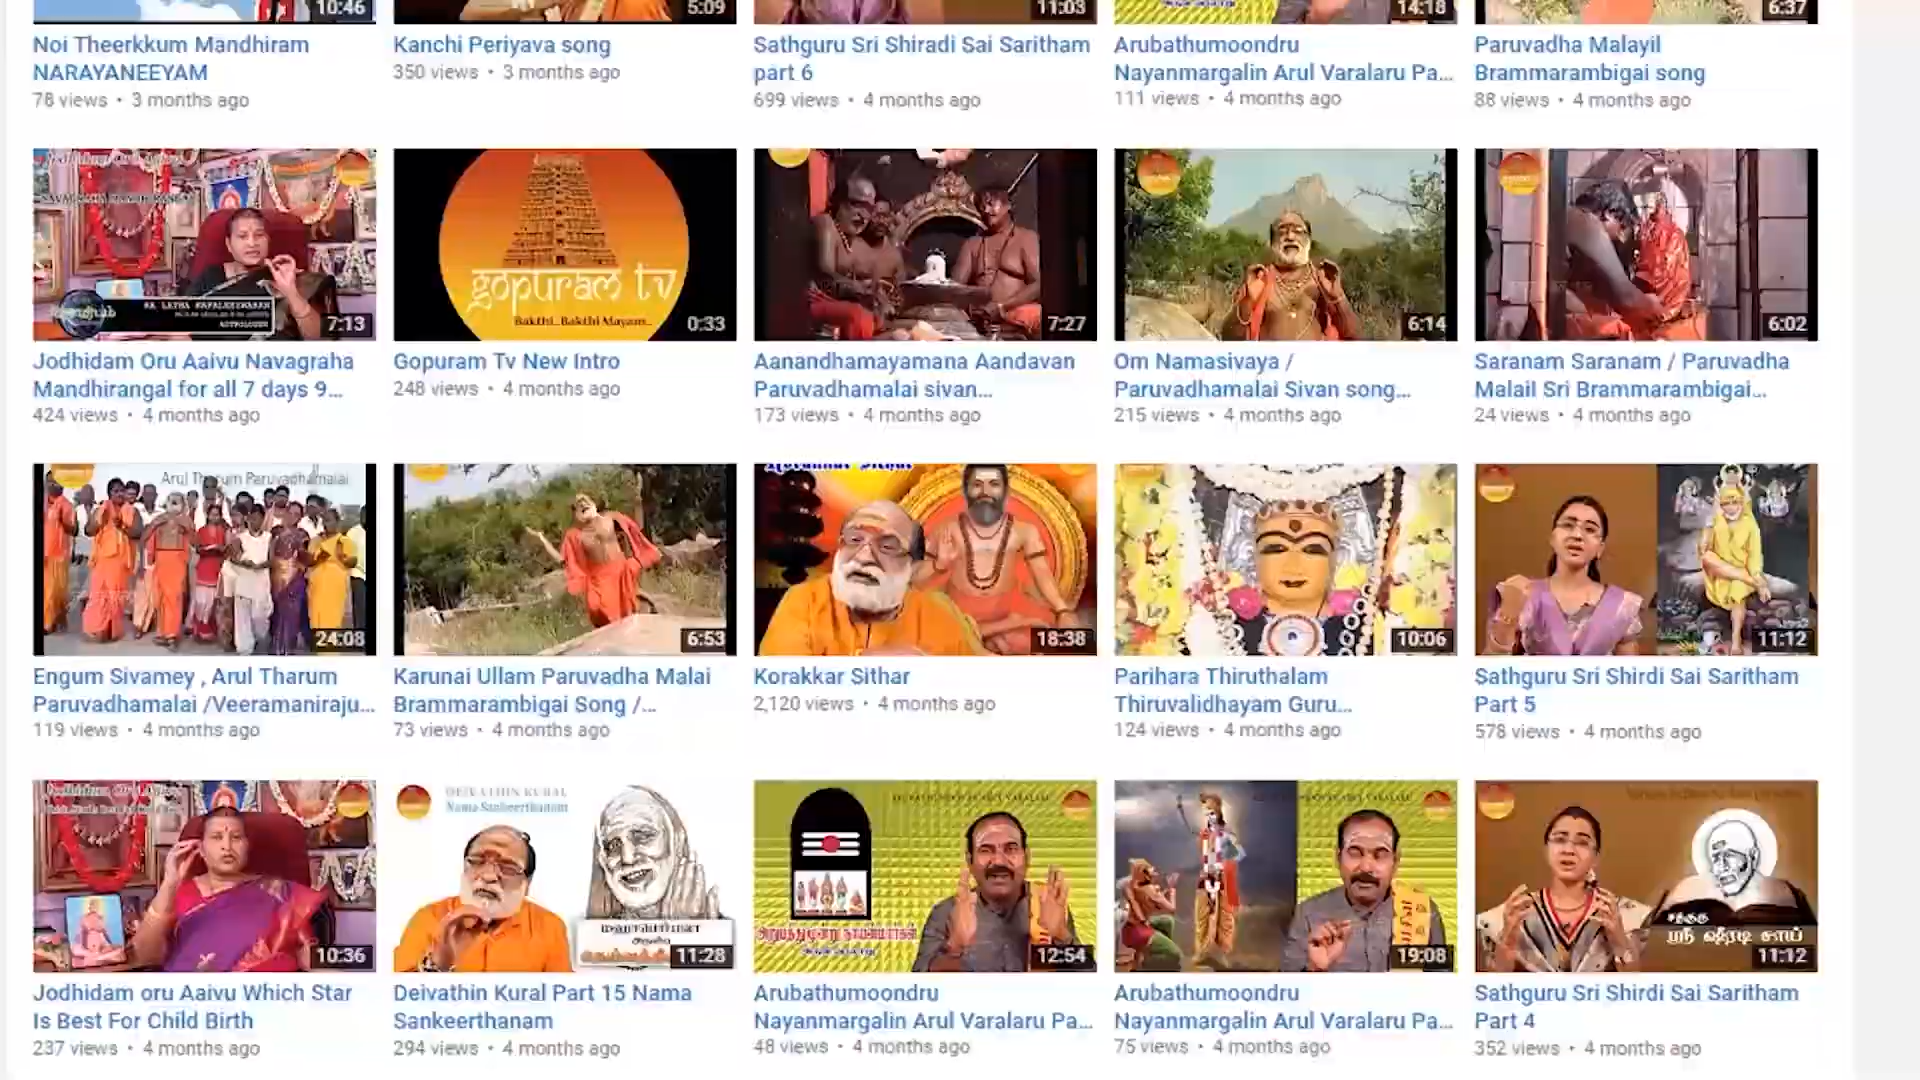 10:46
5:09
11:03
14:18
6:37
Noi Theerkkum Mandhiram
NARAYANEEYAM
78 views • 3 months ago
Kanchi Periyava song
350 views • 3 months ago
Sathguru Sri Shiradi Sai Saritham
part 6
699 views • 4 months ago
Arubathumoondru
Nayanmargalin Arul Varalaru Pa...
111 views • 4 months ago
Paruvadha Malayil
Brammarambigai song
88 views • 4 months ago
7:13
gopuram tv
Bakthi..Bakthi Mayam..
0:33
7:27
6:14
6:02
Jodhidam Oru Aaivu Navagraha
Mandhirangal for all 7 days 9...
424 views • 4 months ago
Gopuram Tv New Intro
248 views • 4 months ago
Aanandhamayamana Aandavan
Paruvadhamalai sivan...
173 views • 4 months ago
Om Namasivaya /
Paruvadhamalai Sivan song...
215 views • 4 months ago
Saranam Saranam / Paruvadha
Malail Sri Brammarambigai...
24 views • 4 months ago
Arul Tharum Paruvadhamalai
24:08
6:53
18:38
10:06
11:12
Engum Sivamey , Arul Tharum
Paruvadhamalai /Veeramaniraju...
119 views • 4 months ago
Karunai Ullam Paruvadha Malai
Brammarambigai Song /...
73 views • 4 months ago
Korakkar Sithar
2,120 views • 4 months ago
Parihara Thiruthalam
Thiruvalidhayam Guru...
124 views • 4 months ago
Sathguru Sri Shirdi Sai Saritham
Part 5
578 views • 4 months ago
10:36
DEIVATHIN KURAL
Nama Sankeerthanam
11:28
12:54
19:08
ஸ்ரீ ஷிரடி சாய்
11:12
Jodhidam oru Aaivu Which Star
Is Best For Child Birth
237 views • 4 months ago
Deivathin Kural Part 15 Nama
Sankeerthanam
294 views • 4 months ago
Arubathumoondru
Nayanmargalin Arul Varalaru Pa...
48 views • 4 months ago
Arubathumoondru
Nayanmargalin Arul Varalaru Pa...
75 views • 4 months ago
Sathguru Sri Shirdi Sai Saritham
Part 4
352 views • 4 months ago